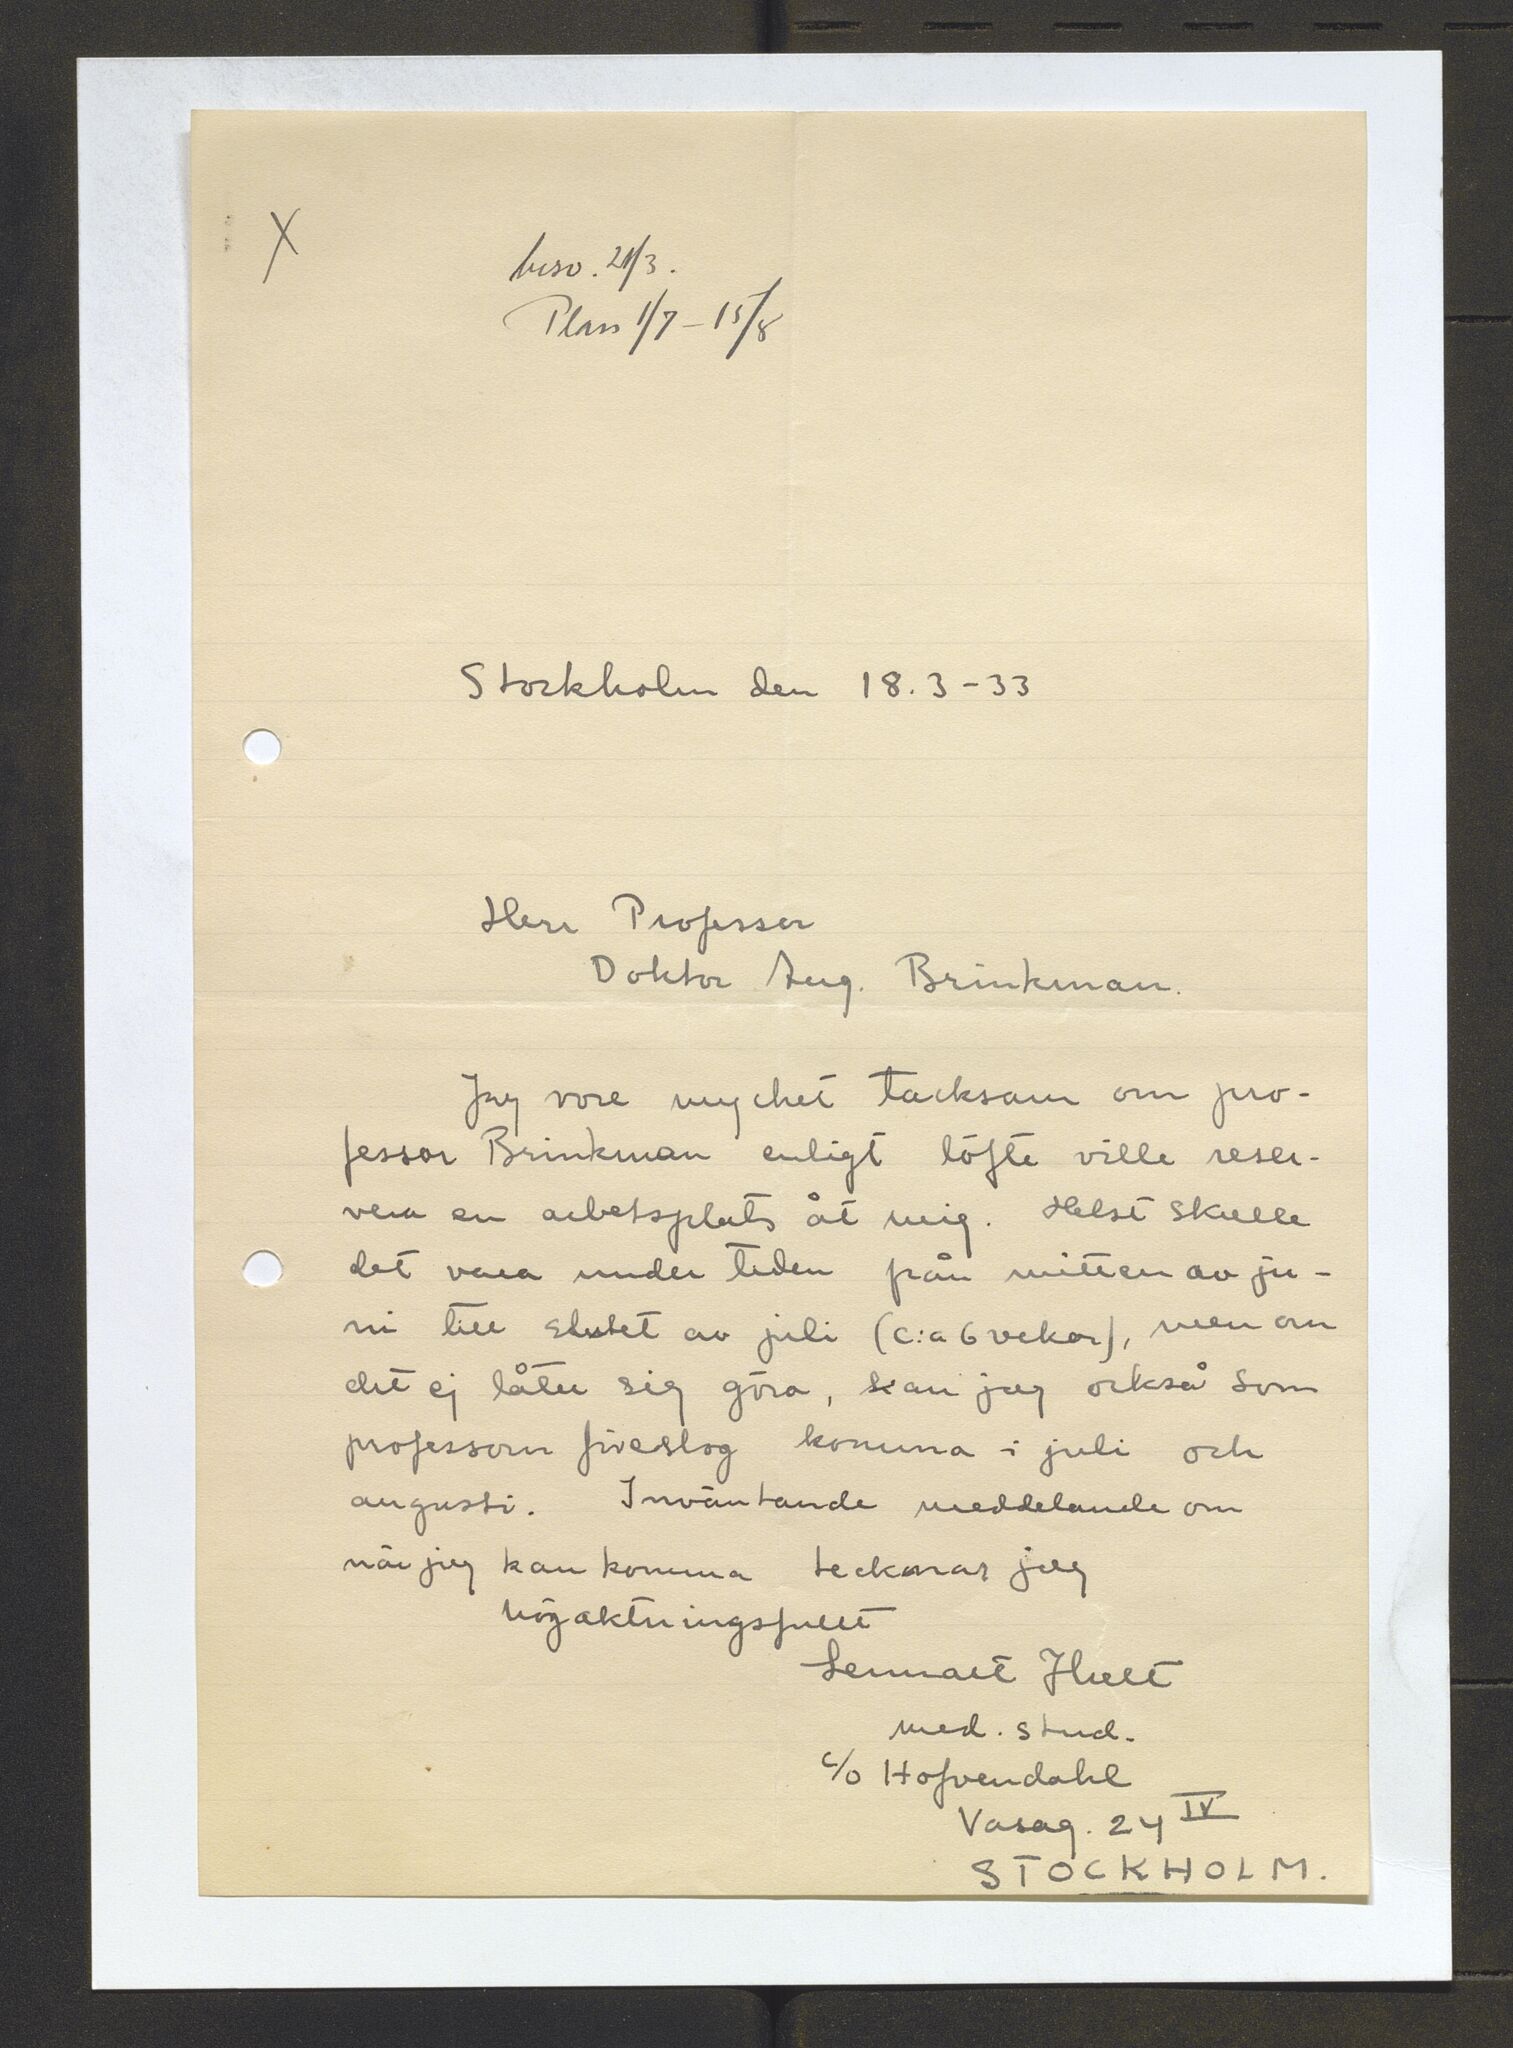 X
besv. 21/3.
Plass 1/7 - 15/8
Stockholm den 18.3-33
Herr Professor
Doktor Aug. Brinkman.
Jag vore mychet tacksam om pro-
fessor Brinkman enligt löfte ville reser-
vera en arbetsplats åt mig. Helst skulle
det vara under tiden från mitten av ju-
ni till slutet av juli (c:a 6 vekor), men om
det ej låter sig göra, kan jag också som
professorn föreslog komma i juli och
augusti. Inväntande meddelande om
när jag kan komma tecknar jag
högaktningsfullt
Lennart Hult
med. stud.
c/o Hofvendahl
Vasag. 24 IV
STOCKHOLM.